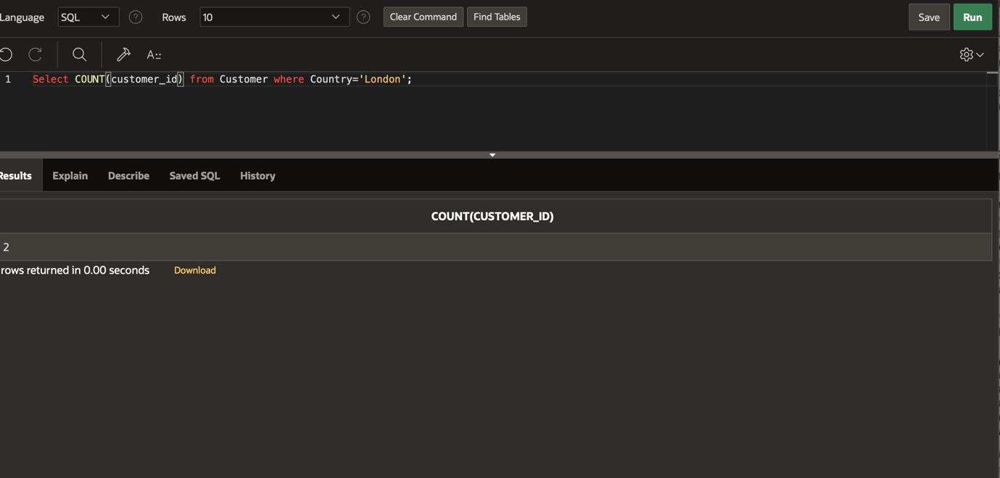 Language SQL Rows 10 Clear Command Find Tables Save Run
A
1 Select COUNT(customer_id) from Customer where Country='London';
Results Explain Describe Saved SQL History
COUNT(CUSTOMER_ID)
2
rows returned in 0.00 seconds Download